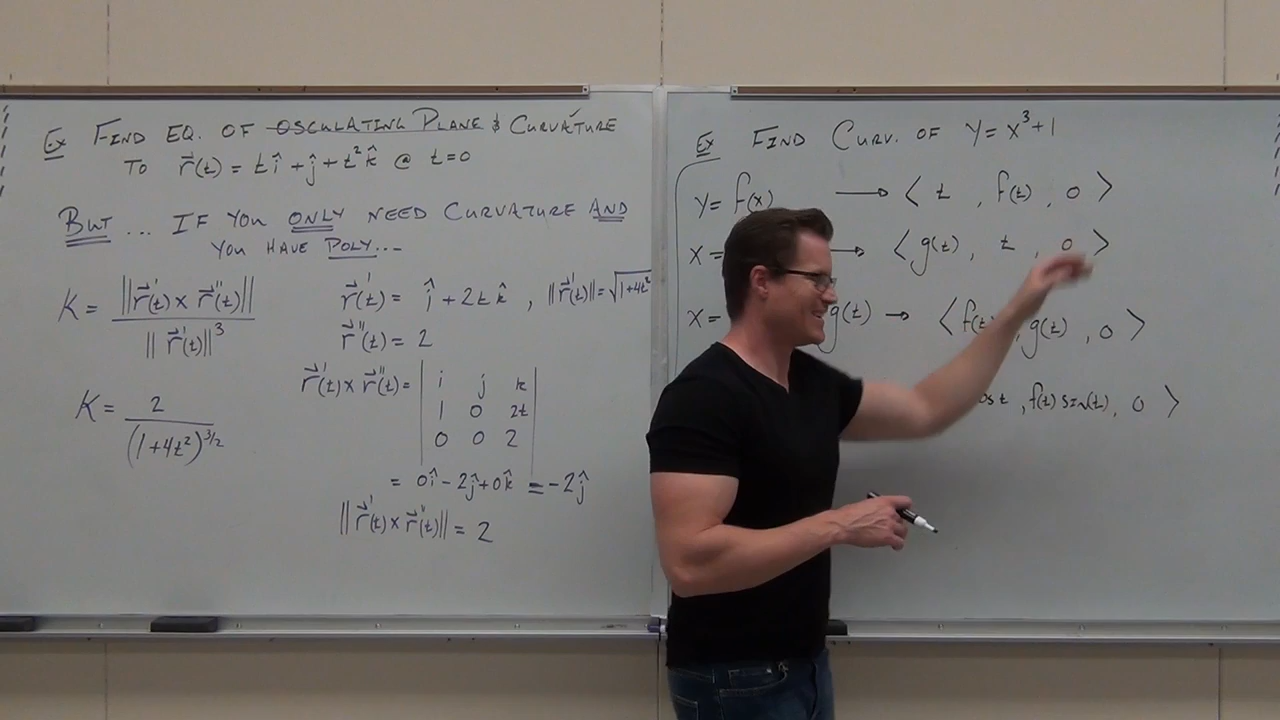 Ex FIND EQ. OF OSCULATING PLANE & CURVATURE
TO r⃗(t) = t î + ĵ + t² k̂ @ t=0
BUT ... IF YOU ONLY NEED CURVATURE AND
YOU HAVE POLY...
K = ||r⃗'(t) × r⃗''(t)|| / ||r⃗'(t)||³
r⃗'(t) = î + 2t k̂ , ||r⃗'(t)|| = √1+4t²
r⃗''(t) = 2
r⃗'(t) × r⃗''(t) = | i j k |
| 1 0 2t |
| 0 0 2 |
K = 2 / (1+4t²)^3/2
= 0î - 2ĵ + 0k̂ = -2ĵ
||r⃗'(t) × r⃗''(t)|| = 2
Ex FIND CURV. OF Y = X³+1
Y = f(x) → < t , f(t) , 0 >
X = → < g(t) , t , 0 >
X = g(t) → < f(t) , g(t) , 0 >
t , f(t) sin(t) , 0 >